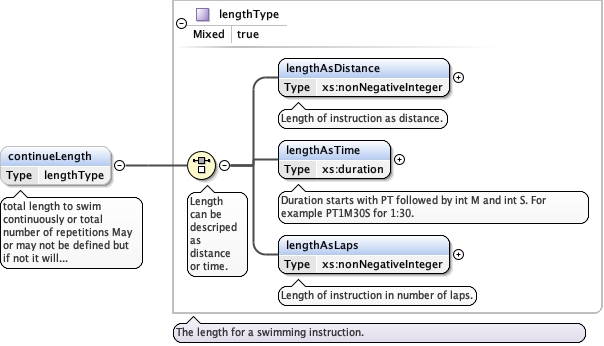 lengthType
Mixed true
lengthAsDistance
Type xs:nonNegativeInteger
Length of instruction as distance.
continueLength
Type lengthType
total length to swim
continuously or total
number of repetitions May
or may not be defined but
if not it will...
Length
can be
descriped
as
distance
or time.
lengthAsTime
Type xs:duration
Duration starts with PT followed by int M and int S. For
example PT1M30S for 1:30.
lengthAsLaps
Type xs:nonNegativeInteger
Length of instruction in number of laps.
The length for a swimming instruction.